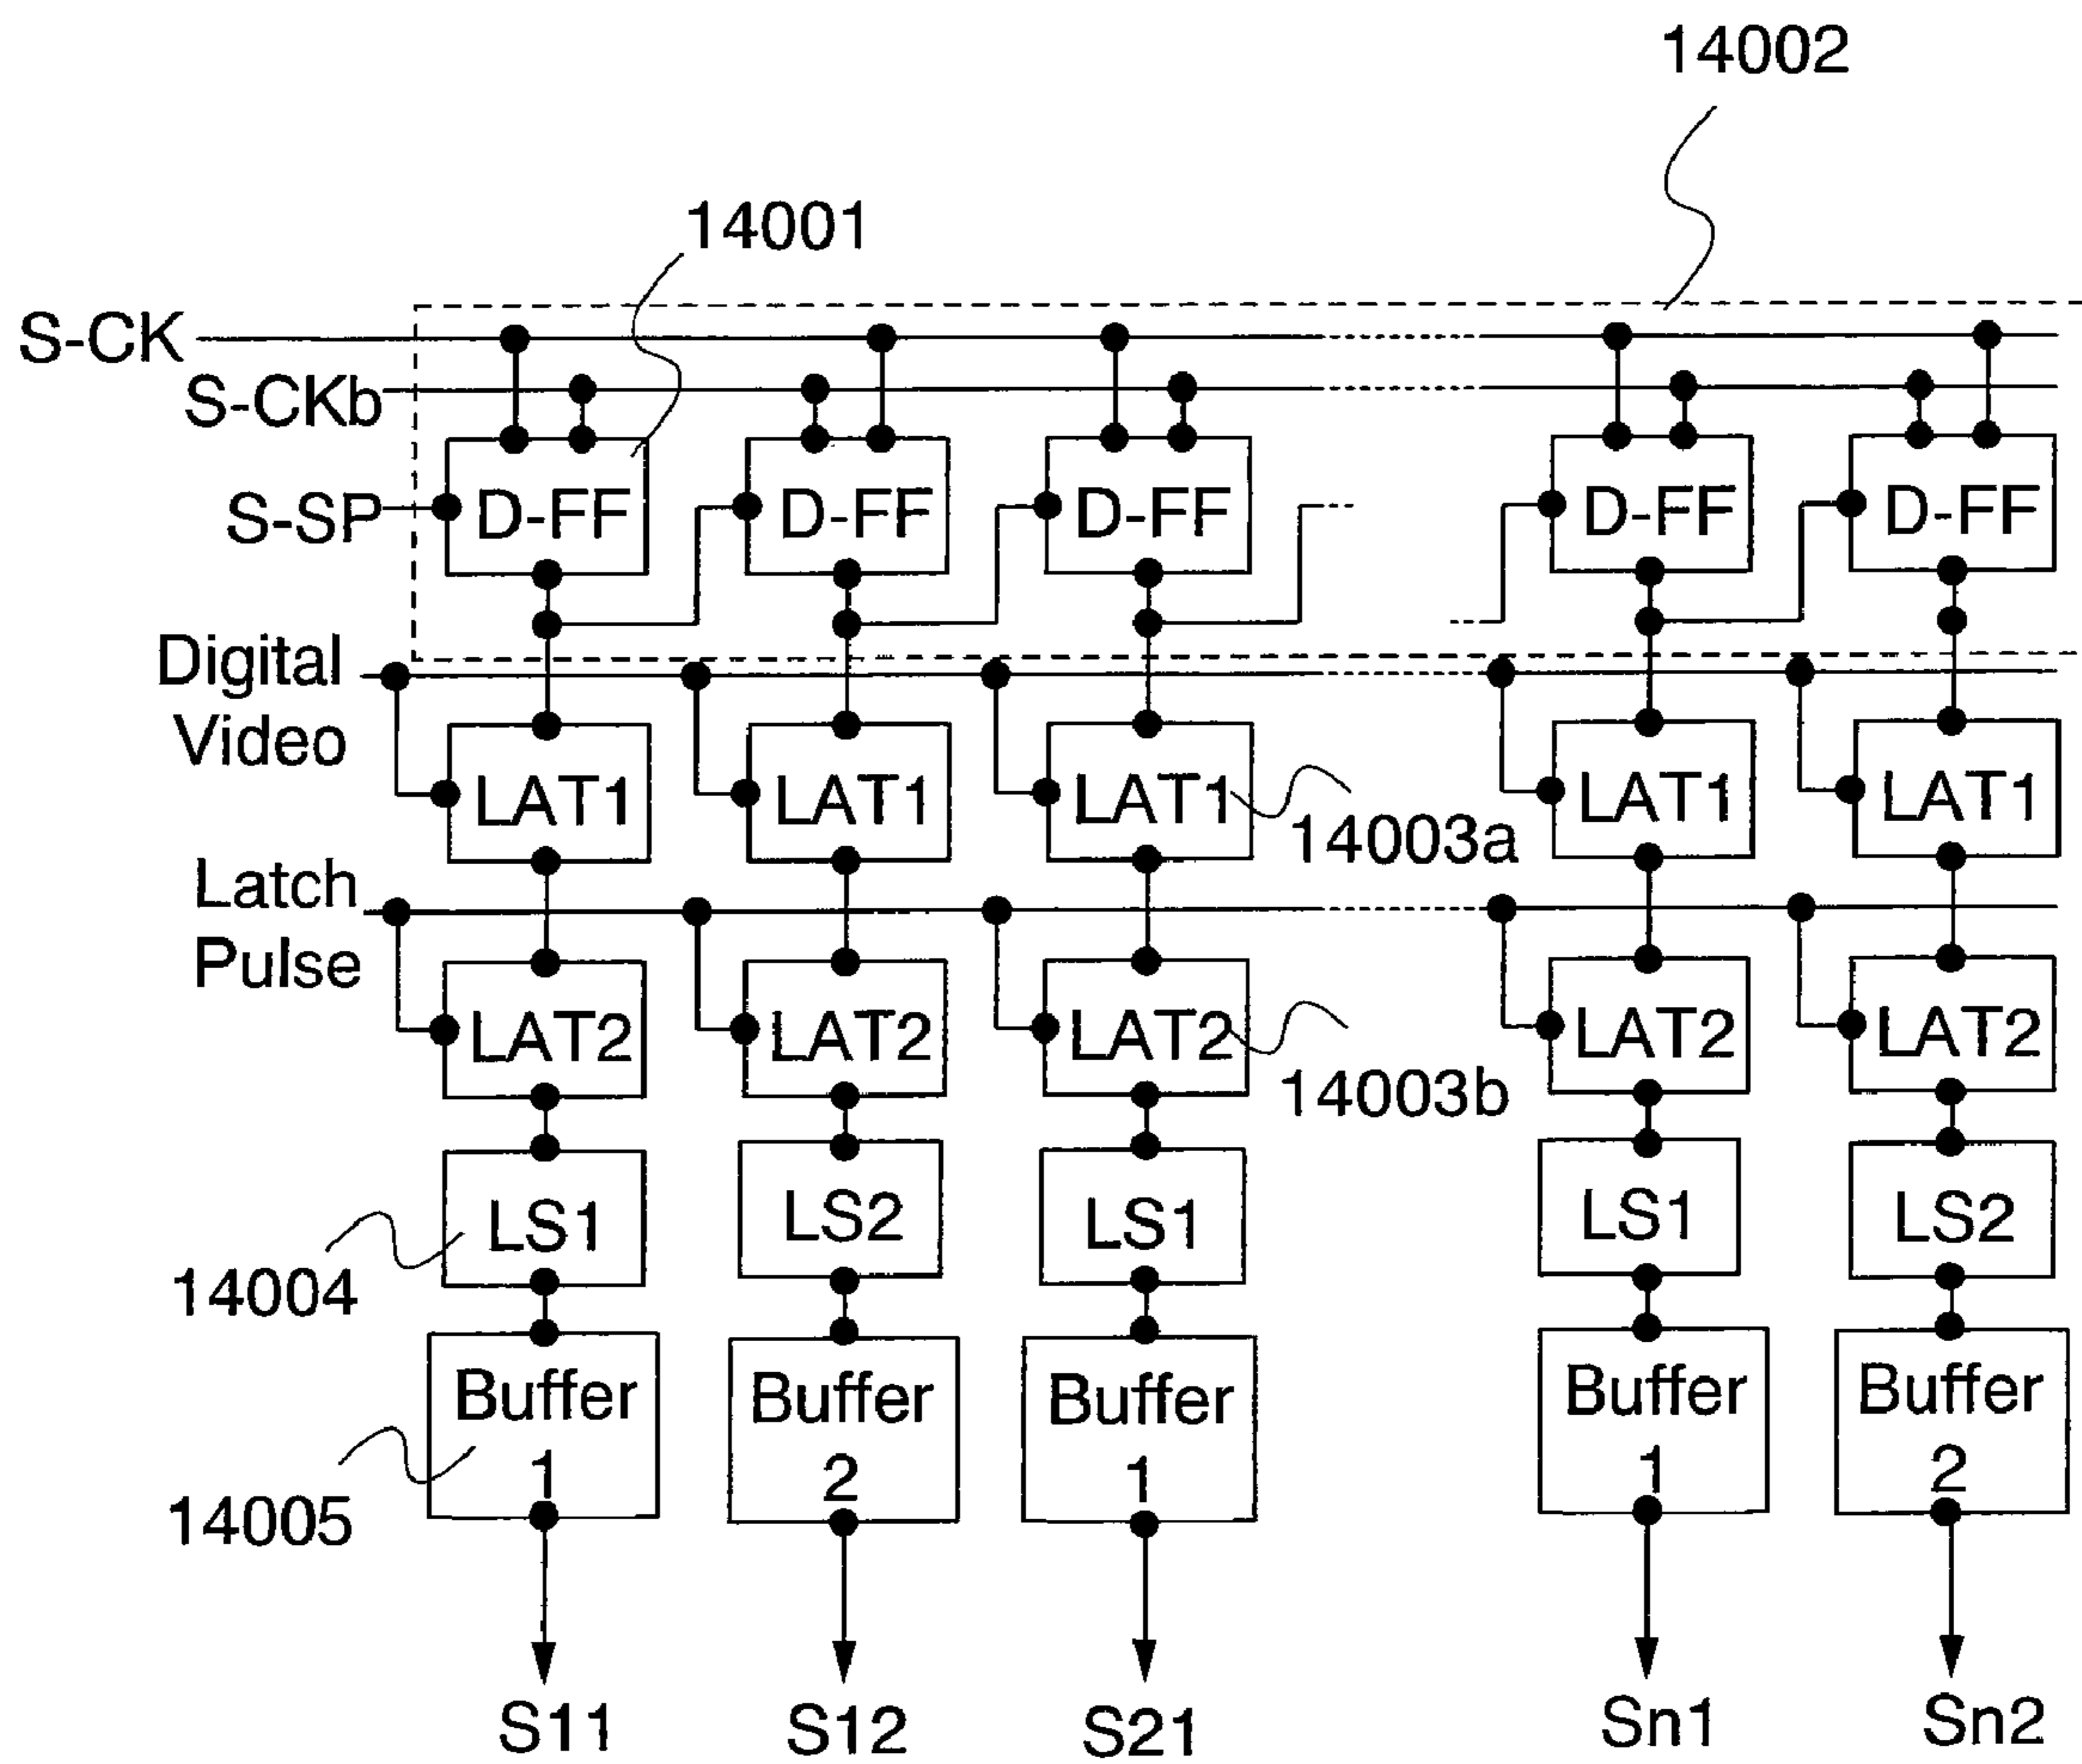 14002
14001
S-CK
S-CKb
S-SP
D-FF D-FF D-FF D-FF D-FF
Digital
Video
LAT1 LAT1 LAT1 LAT1 LAT1
14003a
Latch
Pulse
LAT2 LAT2 LAT2 LAT2 LAT2
14003b
LS1 LS2 LS1 LS1 LS2
14004
Buffer Buffer Buffer Buffer Buffer
1 2 1 1 2
14005
S11 S12 S21 Sn1 Sn2